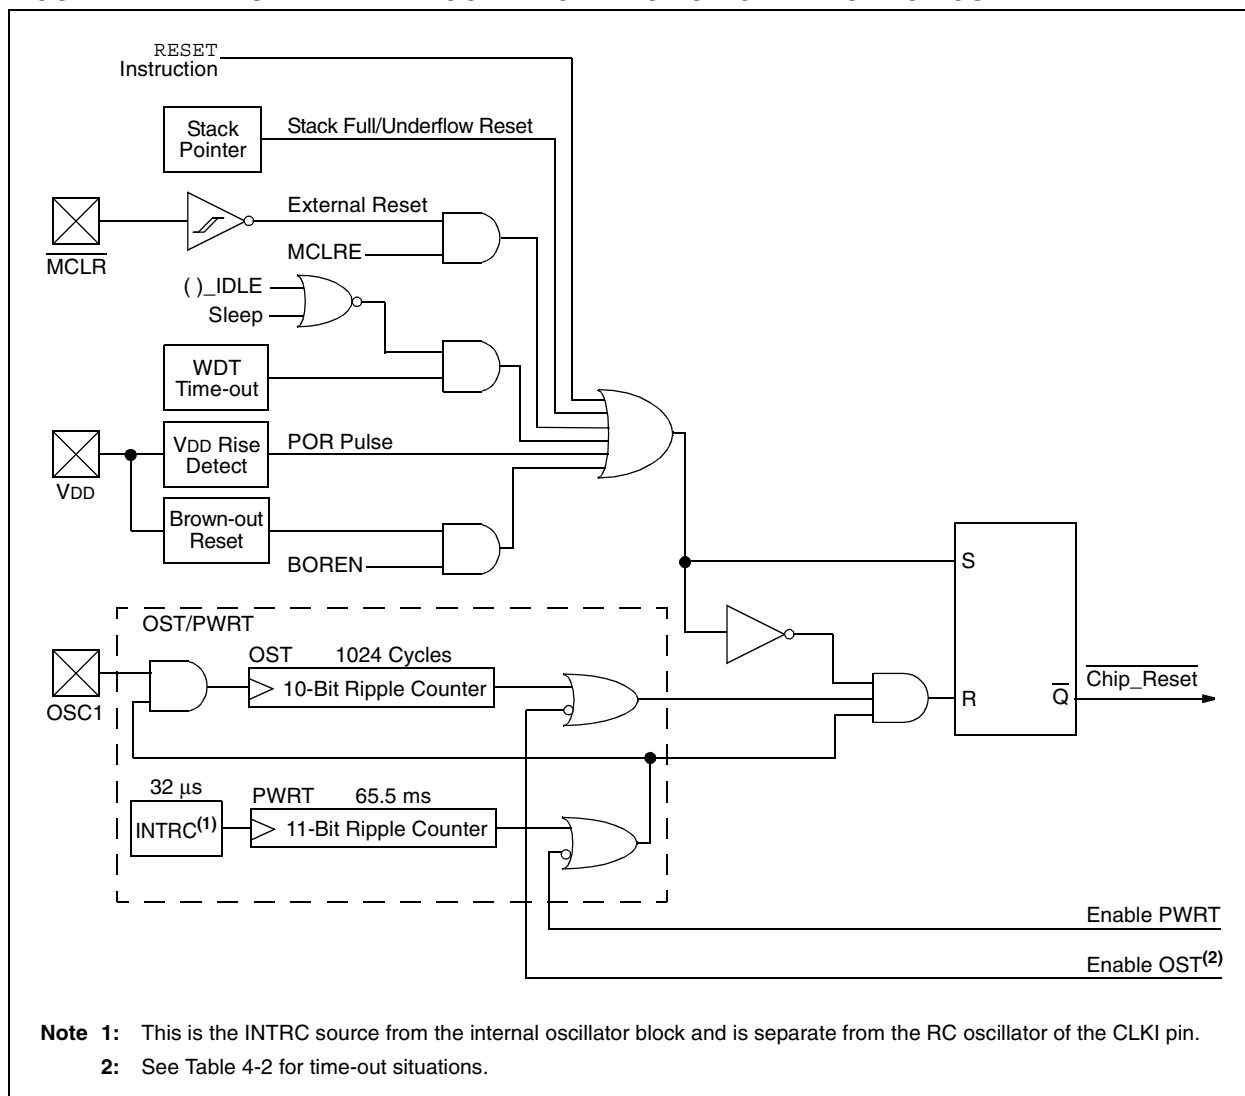 RESET
Instruction
Stack
Pointer
Stack Full/Underflow Reset
External Reset
MCLR
MCLRE
( )_IDLE
Sleep
WDT
Time-out
VDD Rise
Detect
POR Pulse
VDD
Brown-out
Reset
BOREN
S
OST/PWRT
OST 1024 Cycles
10-Bit Ripple Counter
OSC1
R
Q
Chip_Reset
32 μs
INTRC(1)
PWRT 65.5 ms
11-Bit Ripple Counter
Enable PWRT
Enable OST(2)
Note 1: This is the INTRC source from the internal oscillator block and is separate from the RC oscillator of the CLKI pin.
2: See Table 4-2 for time-out situations.